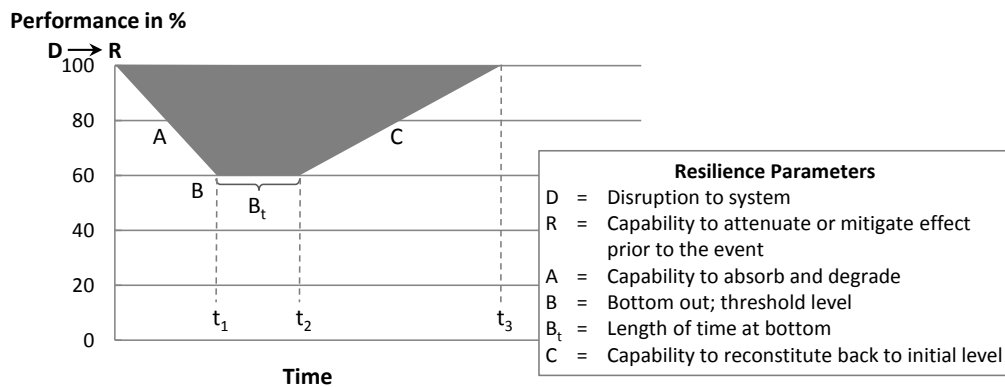 Performance in %
D → R
100
80
60
40
20
0
A
B
B_t
C
t_1
t_2
t_3
Time
Resilience Parameters
D = Disruption to system
R = Capability to attenuate or mitigate effect
prior to the event
A = Capability to absorb and degrade
B = Bottom out; threshold level
B_t = Length of time at bottom
C = Capability to reconstitute back to initial level